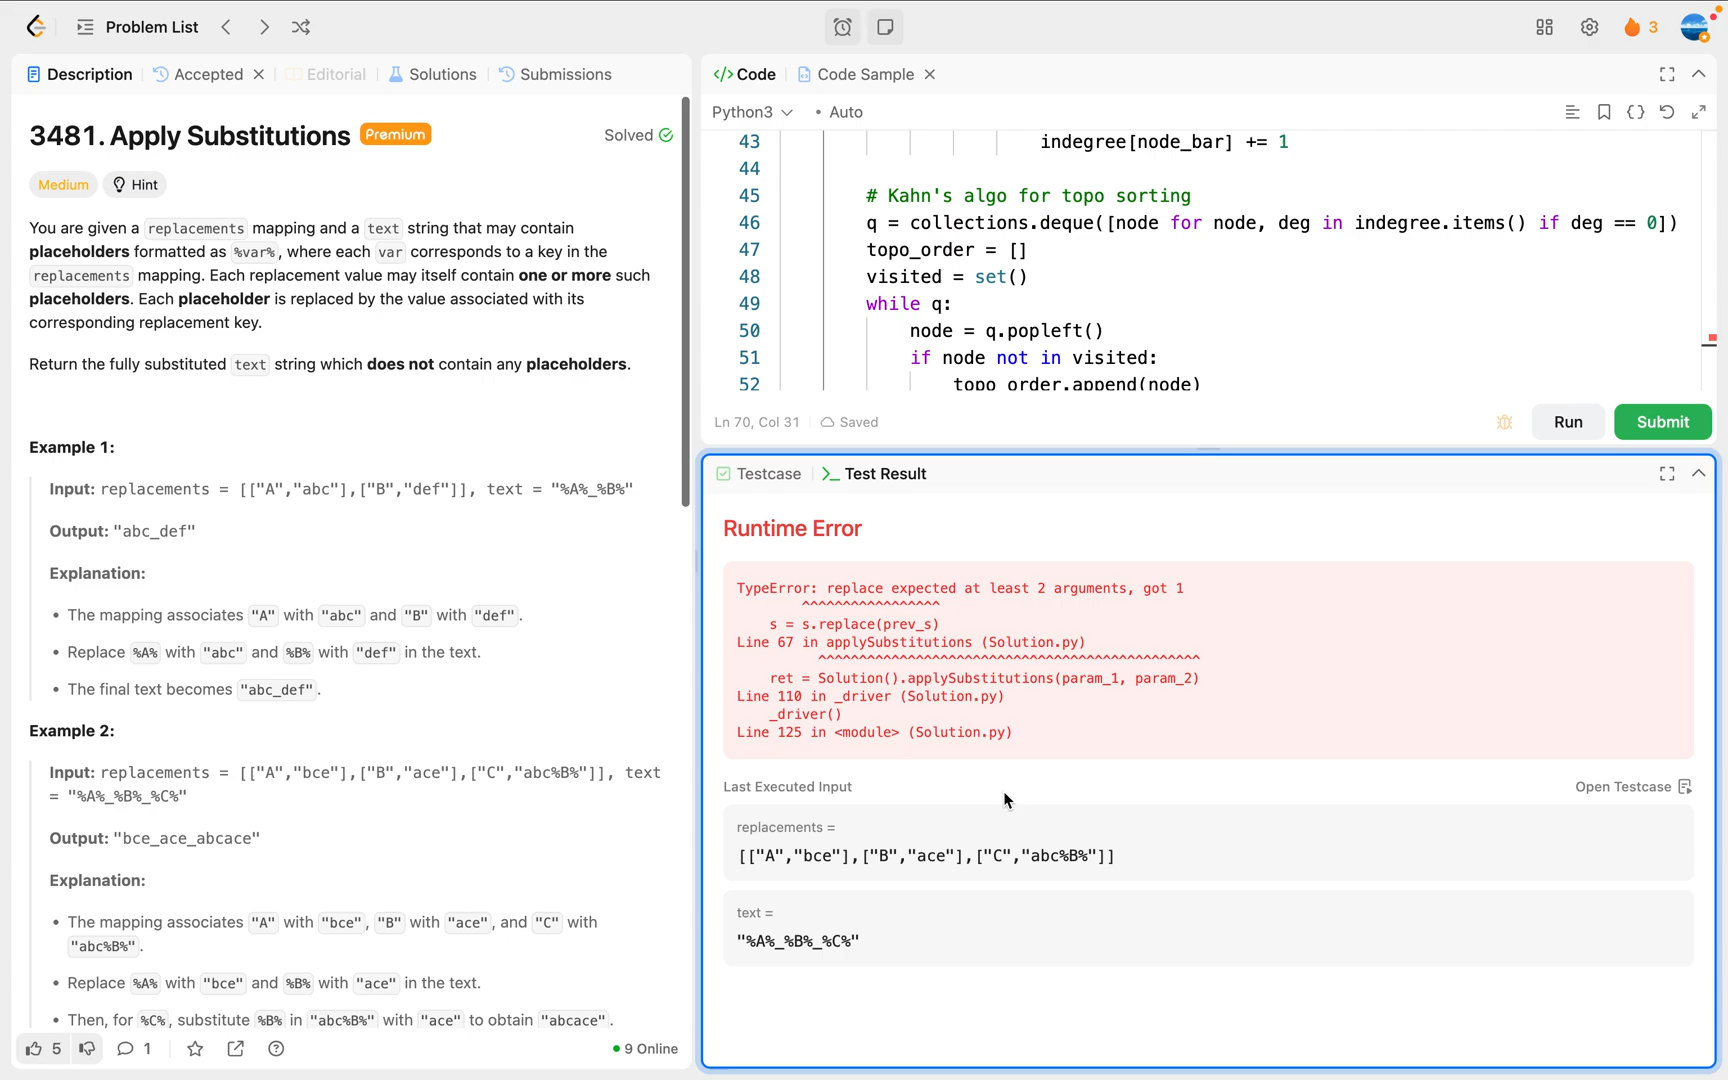 Problem List
3
Description
Accepted
Editorial
Solutions
Submissions
3481. Apply Substitutions
Premium
Solved
Medium
Hint
You are given a replacements mapping and a text string that may contain
placeholders formatted as %var%, where each var corresponds to a key in the
replacements mapping. Each replacement value may itself contain one or more such
placeholders. Each placeholder is replaced by the value associated with its
corresponding replacement key.
Return the fully substituted text string which does not contain any placeholders.
Example 1:
Input: replacements = [["A","abc"],["B","def"]], text = "%A%_%B%"
Output: "abc_def"
Explanation:
• The mapping associates "A" with "abc" and "B" with "def".
• Replace %A% with "abc" and %B% with "def" in the text.
• The final text becomes "abc_def".
Example 2:
Input: replacements = [["A","bce"],["B","ace"],["C","abc%B%"]], text
= "%A%_%B%_%C%"
Output: "bce_ace_abcace"
Explanation:
• The mapping associates "A" with "bce", "B" with "ace", and "C" with
"abc%B%".
• Replace %A% with "bce" and %B% with "ace" in the text.
• Then, for %C%, substitute %B% in "abc%B%" with "ace" to obtain "abcace".
5
1
9 Online
</> Code
Code Sample
Python3
• Auto
43 indegree[node_bar] += 1
44
45 # Kahn's algo for topo sorting
46 q = collections.deque([node for node, deg in indegree.items() if deg == 0])
47 topo_order = []
48 visited = set()
49 while q:
50 node = q.popleft()
51 if node not in visited:
52 topo_order.append(node)
Ln 70, Col 31
Saved
Run
Submit
Testcase
>_ Test Result
Runtime Error
TypeError: replace expected at least 2 arguments, got 1
^^^^^^^^^^^^^^^^^
s = s.replace(prev_s)
Line 67 in applySubstitutions (Solution.py)
^^^^^^^^^^^^^^^^^^^^^^^^^^^^^^^^^^^^^^^^^^^^^^^
ret = Solution().applySubstitutions(param_1, param_2)
Line 110 in _driver (Solution.py)
_driver()
Line 125 in <module> (Solution.py)
Last Executed Input
Open Testcase
replacements =
[["A","bce"],["B","ace"],["C","abc%B%"]]
text =
"%A%_%B%_%C%"